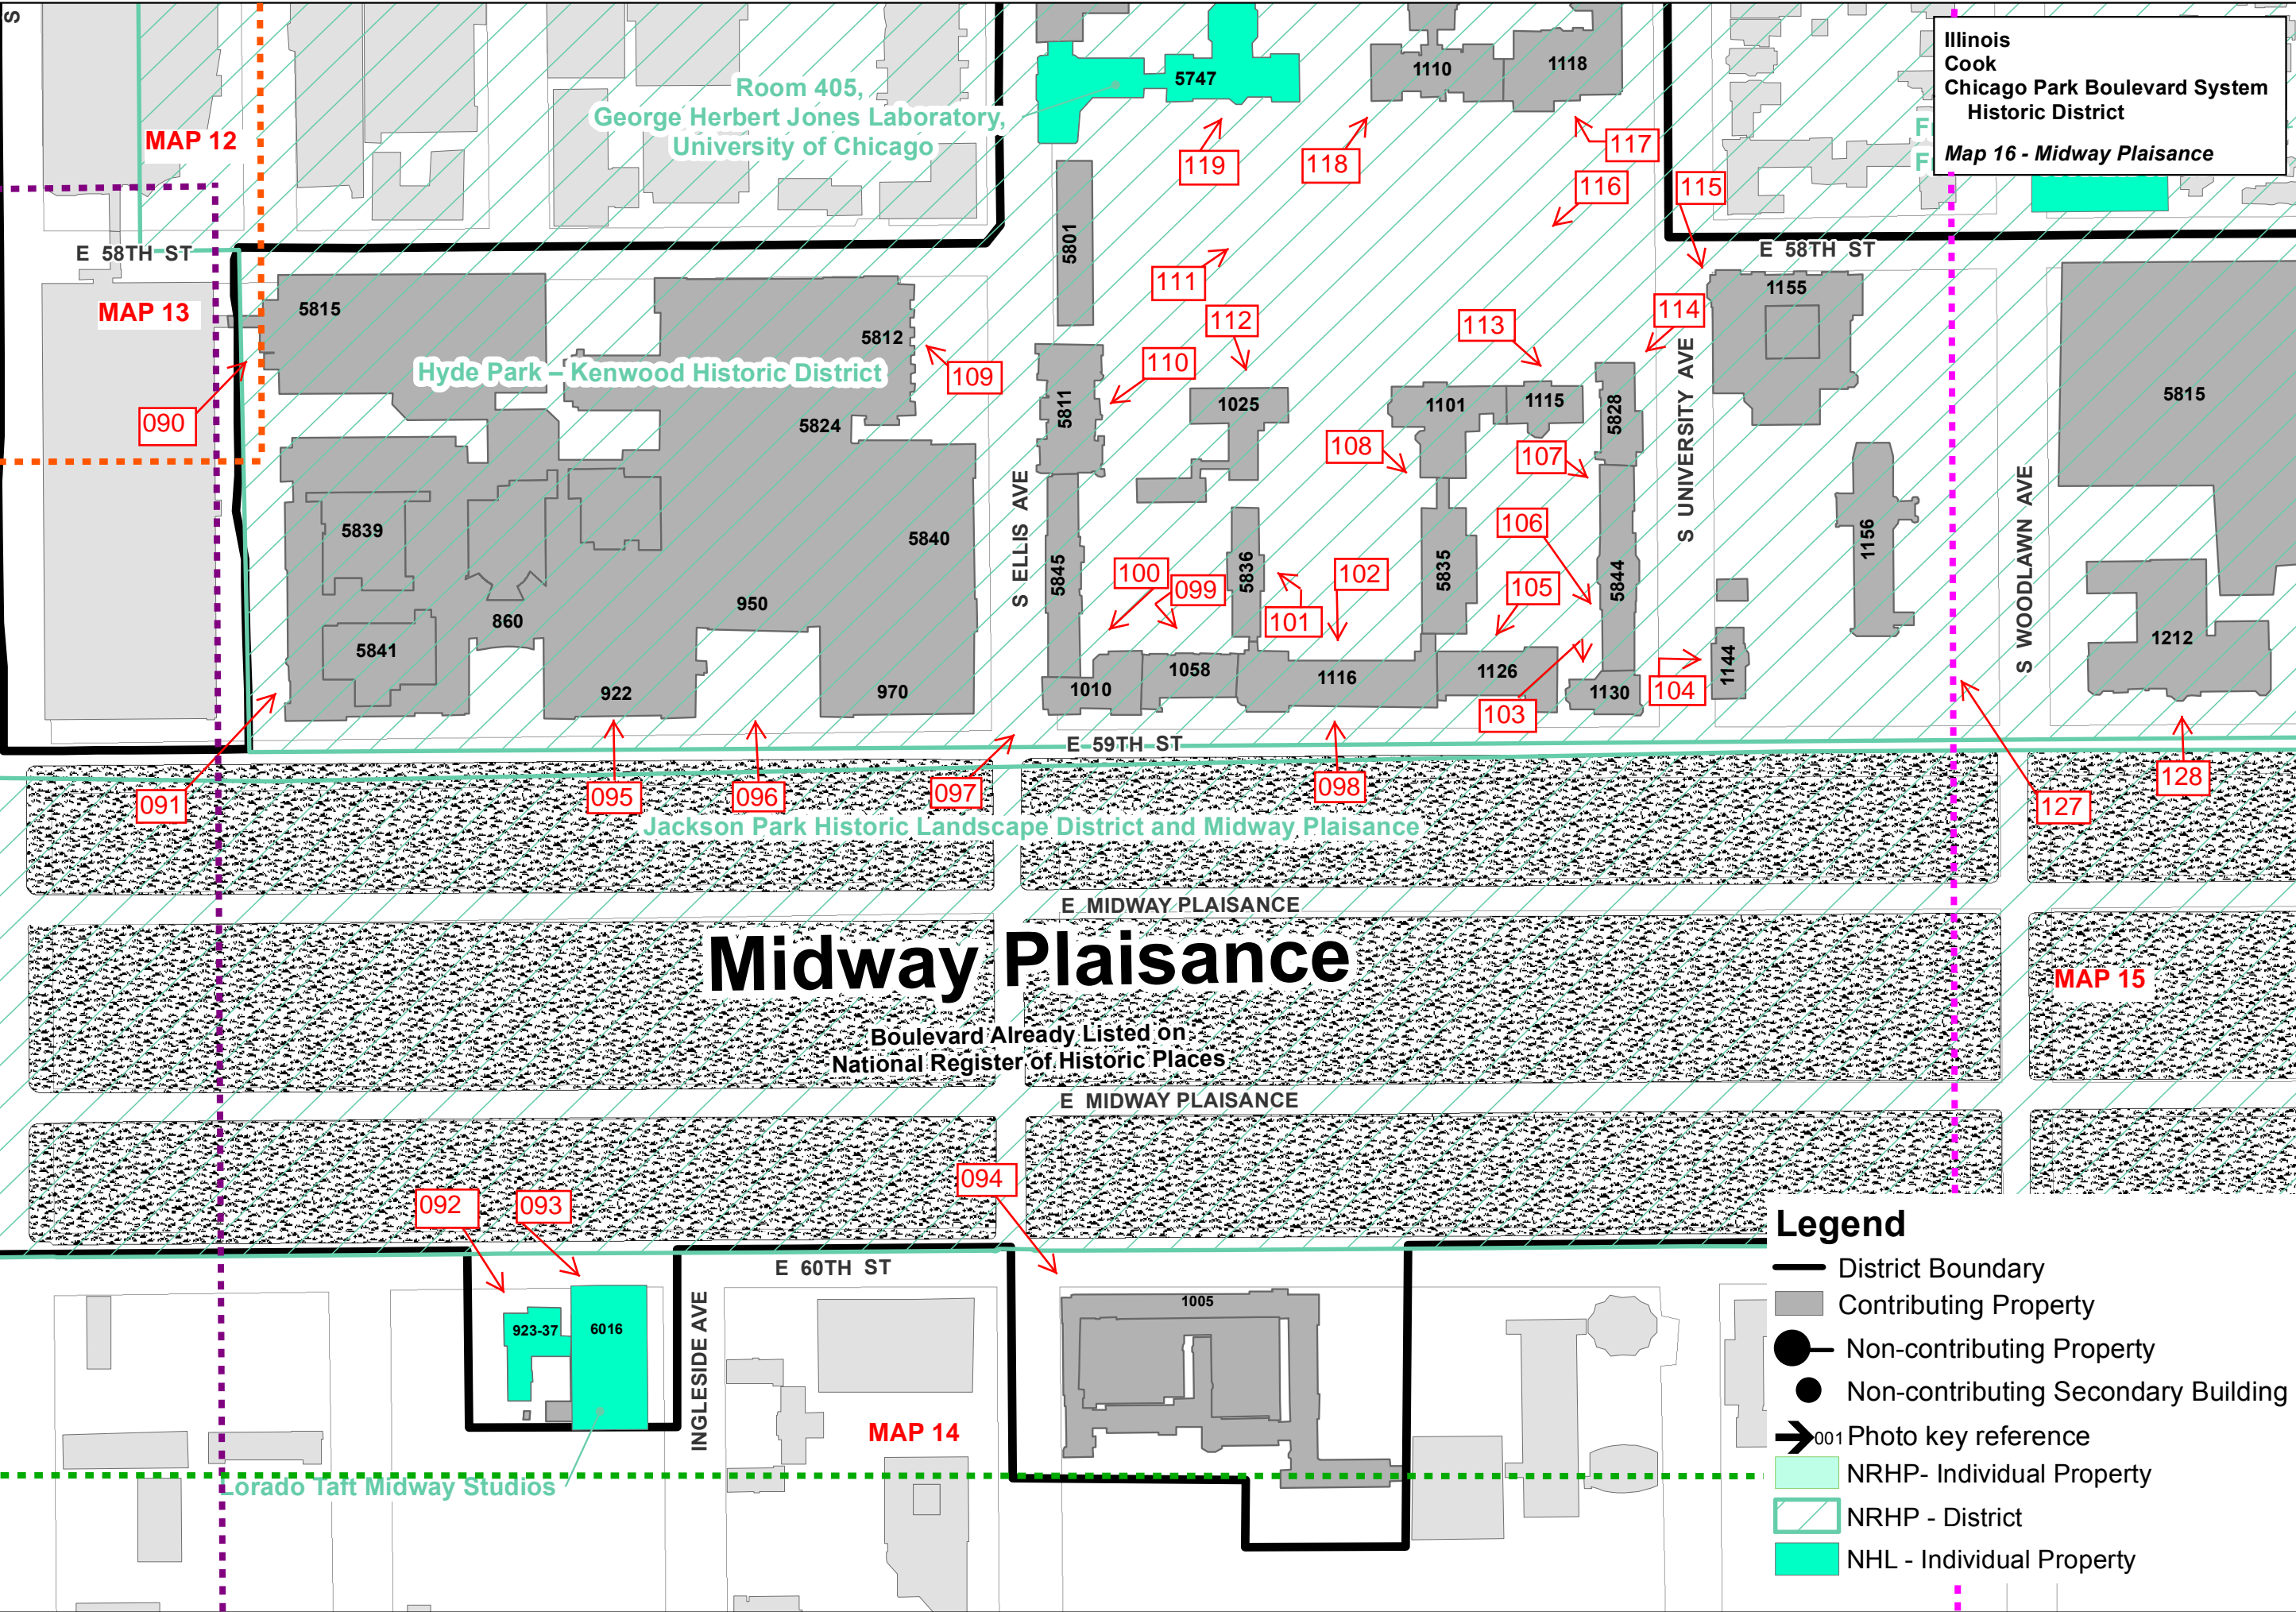 S
Illinois
Cook
Chicago Park Boulevard System
Historic District
Map 16 - Midway Plaisance
F
F
Room 405,
George Herbert Jones Laboratory,
University of Chicago
5747
1110
1118
MAP 12
119
118
117
116
115
5801
E 58TH ST
E 58TH ST
111
MAP 13
5815
5812
112
113
114
1155
Hyde Park – Kenwood Historic District
109
110
090
5824
5811
1025
1101
1115
5828
S UNIVERSITY AVE
5815
108
107
5839
5840
S ELLIS AVE
5845
5836
5835
106
5844
1156
S WOODLAWN AVE
100
099
102
105
950
860
101
5841
1212
922
970
1010
1058
1116
1126
1130
104
1144
103
E 59TH ST
091
095
096
097
098
127
128
Jackson Park Historic Landscape District and Midway Plaisance
E MIDWAY PLAISANCE
Midway Plaisance
MAP 15
Boulevard Already Listed on
National Register of Historic Places
E MIDWAY PLAISANCE
092
093
094
E 60TH ST
923-37
6016
INGLESIDE AVE
1005
MAP 14
Lorado Taft Midway Studios
Legend
District Boundary
Contributing Property
Non-contributing Property
Non-contributing Secondary Building
001 Photo key reference
NRHP- Individual Property
NRHP - District
NHL - Individual Property